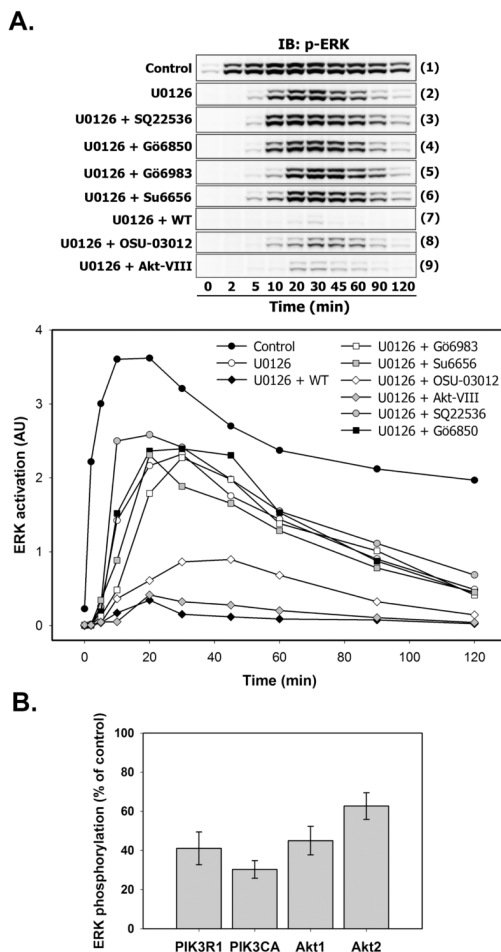 A.
IB: p-ERK
Control (1)
U0126 (2)
U0126 + SQ22536 (3)
U0126 + Gö6850 (4)
U0126 + Gö6983 (5)
U0126 + Su6656 (6)
U0126 + WT (7)
U0126 + OSU-03012 (8)
U0126 + Akt-VIII (9)
0 2 5 10 20 30 45 60 90 120
Time (min)
ERK activation (AU)
4
3
2
1
0
Control
U0126
U0126 + WT
U0126 + Gö6983
U0126 + Su6656
U0126 + OSU-03012
U0126 + Akt-VIII
U0126 + SQ22536
U0126 + Gö6850
0 20 40 60 80 100 120
Time (min)
B.
ERK phosphorylation (% of control)
100
80
60
40
20
0
PIK3R1 PIK3CA Akt1 Akt2